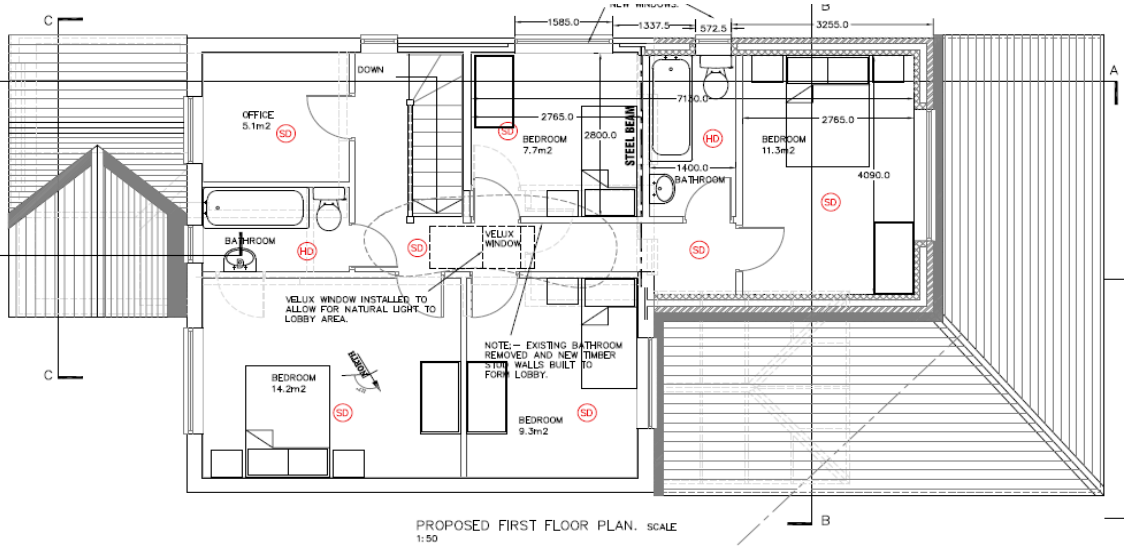 NEW WINDOWS.
C
B
1585.0
1337.5
572.5
3255.0
A
DOWN
OFFICE
5.1m2
SD
2765.0
SD
BEDROOM
7.7m2
2800.0
STEEL BEAM
7130.0
HD
1400.0
BATHROOM
2765.0
BEDROOM
11.3m2
4090.0
SD
BATHROOM
HD
SD
VELUX
WINDOW
SD
VELUX WINDOW INSTALLED TO
ALLOW FOR NATURAL LIGHT TO
LOBBY AREA.
NOTE:- EXISTING BATHROOM
REMOVED AND NEW TIMBER
STUD WALLS BUILT TO
FORM LOBBY.
NORTH
C
BEDROOM
14.2m2
SD
BEDROOM
9.3m2
SD
B
PROPOSED FIRST FLOOR PLAN. SCALE
1:50